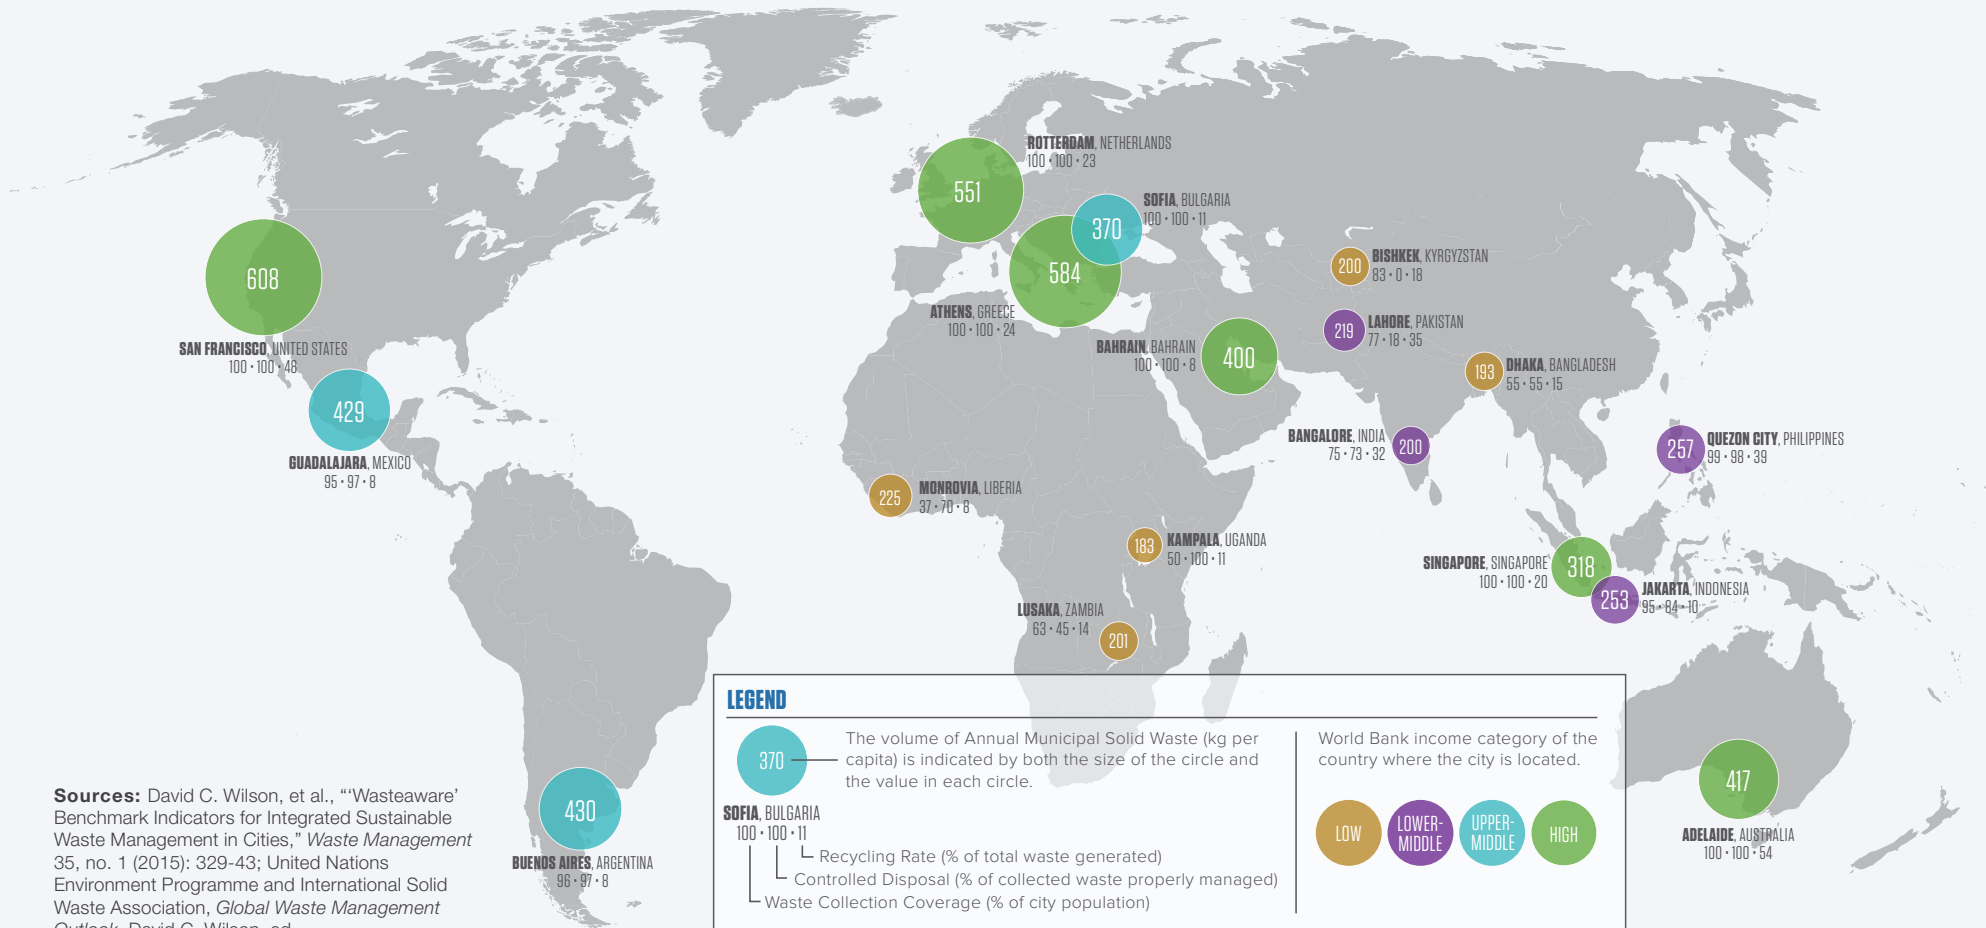 ROTTERDAM, NETHERLANDS
100 • 100 • 23
551
SOFIA, BULGARIA
100 • 100 • 11
370
584
ATHENS, GREECE
100 • 100 • 24
608
SAN FRANCISCO, UNITED STATES
100 • 100 • 48
429
GUADALAJARA, MEXICO
95 • 97 • 8
BISHKEK, KYRGYZSTAN
83 • 0 • 18
200
LAHORE, PAKISTAN
77 • 18 • 35
219
BAHRAIN, BAHRAIN
100 • 100 • 8
400
DHAKA, BANGLADESH
55 • 55 • 15
193
BANGALORE, INDIA
75 • 73 • 32
200
QUEZON CITY, PHILIPPINES
99 • 98 • 39
257
225
MONROVIA, LIBERIA
37 • 70 • 8
183
KAMPALA, UGANDA
50 • 100 • 11
SINGAPORE, SINGAPORE
100 • 100 • 20
318
253
JAKARTA, INDONESIA
95 • 84 • 10
LUSAKA, ZAMBIA
63 • 45 • 14
201
417
ADELAIDE, AUSTRALIA
100 • 100 • 54
430
BUENOS AIRES, ARGENTINA
96 • 97 • 8
LEGEND
370
The volume of Annual Municipal Solid Waste (kg per
capita) is indicated by both the size of the circle and
the value in each circle.
SOFIA, BULGARIA
100 • 100 • 11
Recycling Rate (% of total waste generated)
Controlled Disposal (% of collected waste properly managed)
Waste Collection Coverage (% of city population)
World Bank income category of the
country where the city is located.
LOW
LOWER-
MIDDLE
UPPER-
MIDDLE
HIGH
Sources: David C. Wilson, et al., “‘Wasteaware’
Benchmark Indicators for Integrated Sustainable
Waste Management in Cities,” Waste Management
35, no. 1 (2015): 329-43; United Nations
Environment Programme and International Solid
Waste Association, Global Waste Management
Outlook, David C. Wilson, ed.